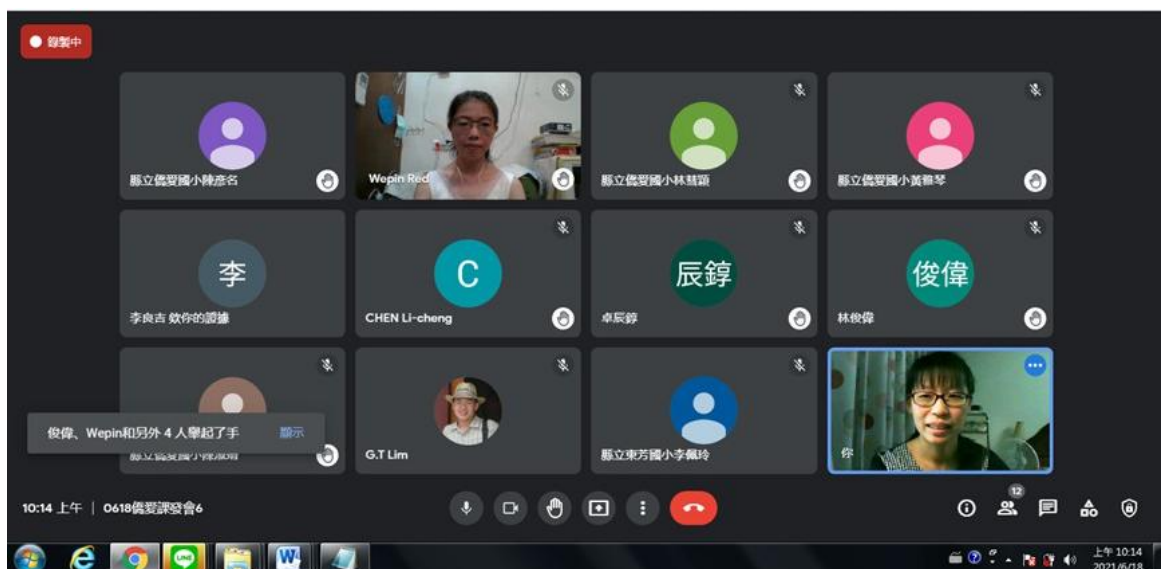 錄製中
縣立僑愛國小陳彥名
Wepin Red
縣立僑愛國小林慧穎
縣立僑愛國小黃雅琴
李
李良吉 欸你的證據
C
CHEN Li-cheng
辰錞
卓辰錞
俊偉
林俊偉
俊偉、Wepin和另外 4 人舉起了手
顯示
G.T Lim
縣立東芳國小李佩玲
你
10:14 上午 | 0618僑愛課發會6
12
上午 10:14
2021/6/18